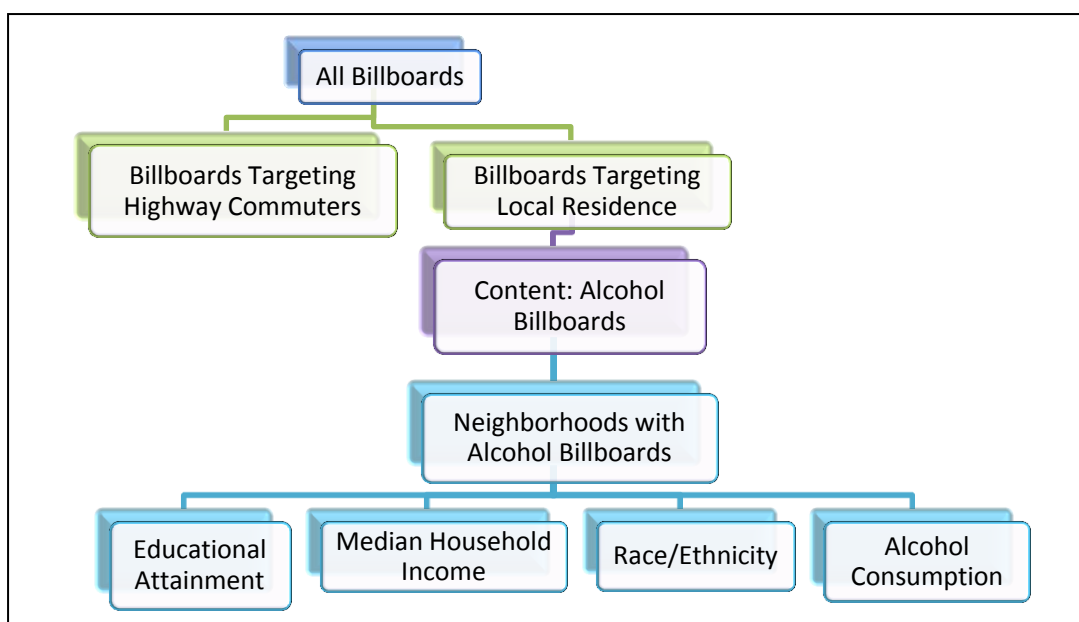 All Billboards
Billboards Targeting
Highway Commuters
Billboards Targeting
Local Residence
Content: Alcohol
Billboards
Neighborhoods with
Alcohol Billboards
Educational
Attainment
Median Household
Income
Race/Ethnicity
Alcohol
Consumption